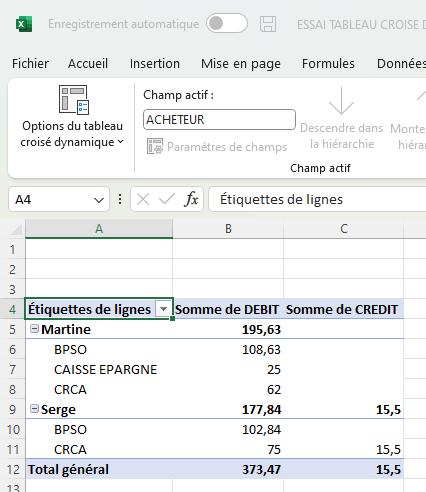 Enregistrement automatique ESSAI TABLEAU CROISE D
Fichier Accueil Insertion Mise en page Formules Données
Options du tableau croisé dynamique
Champ actif :
ACHETEUR
Paramètres de champs
Descendre dans la hiérarchie
Monte
hiéra
Champ actif
A4 fx Étiquettes de lignes
A B C
1
2
3
4 Étiquettes de lignes Somme de DEBIT Somme de CREDIT
5 Martine 195,63
6 BPSO 108,63
7 CAISSE EPARGNE 25
8 CRCA 62
9 Serge 177,84 15,5
10 BPSO 102,84
11 CRCA 75 15,5
12 Total général 373,47 15,5
13